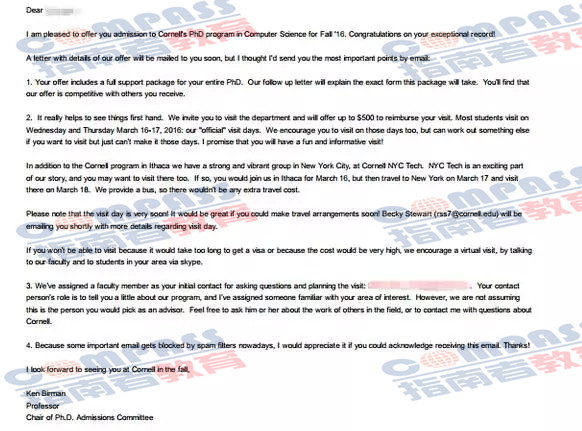 Dear
I am pleased to offer you admission to Cornell's PhD program in Computer Science for Fall '16. Congratulations on your exceptional record!
A letter with details of our offer will be mailed to you soon, but I thought I'd send you the most important points by email:
1. Your offer includes a full support package for your entire PhD. Our follow up letter will explain the exact form this package will take. You'll find that
our offer is competitive with others you receive.
2. It really helps to see things first hand. We invite you to visit the department and will offer up to $500 to reimburse your visit. Most students visit on
Wednesday and Thursday March 16-17, 2016: our "official" visit days. We encourage you to visit on those days too, but can work out something else
if you want to visit but just can't make it those days. I promise that you will have a fun and informative visit!
In addition to the Cornell program in Ithaca we have a strong and vibrant group in New York City, at Cornell NYC Tech. NYC Tech is an exciting part
of our story, and you may want to visit there too. If so, you would join us in Ithaca for March 16, but then travel to New York on March 17 and visit
there on March 18. We provide a bus, so there wouldn't be any extra travel cost.
Please note that the visit day is very soon! It would be great if you could make travel arrangements soon! Becky Stewart (rss7@cornell.edu) will be
emailing you shortly with more details regarding visit day.
If you won't be able to visit because it would take too long to get a visa or because the cost would be very high, we encourage a virtual visit, by talking
to our faculty and to students in your area via skype.
3. We've assigned a faculty member as your initial contact for asking questions and planning the visit: . Your contact
person's role is to tell you a little about our program, and I've assigned someone familiar with your area of interest. However, we are not assuming
this is the person you would pick as an advisor. Feel free to ask him or her about the work of others in the field, or to contact me with questions about
Cornell.
4. Because some important email gets blocked by spam filters nowadays, I would appreciate it if you could acknowledge receiving this email. Thanks!
I look forward to seeing you at Cornell in the fall,
Ken Birman
Professor
Chair of Ph.D. Admissions Committee
COMPASS
指南者教育